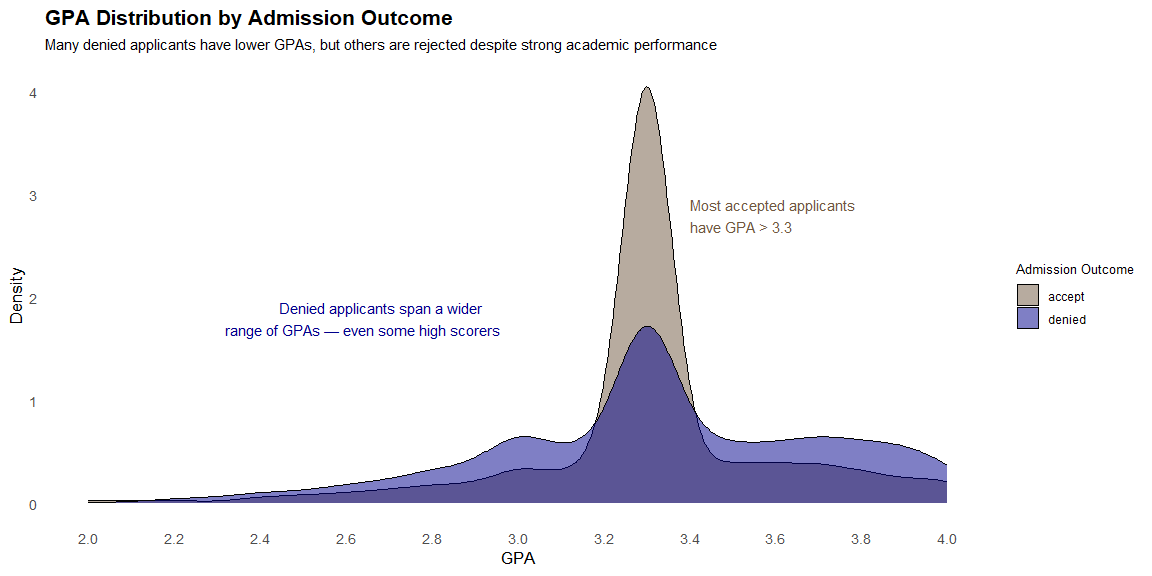 GPA Distribution by Admission Outcome
Many denied applicants have lower GPAs, but others are rejected despite strong academic performance
4
3
2
1
0
Density
Most accepted applicants
have GPA > 3.3
Denied applicants span a wider
range of GPAs — even some high scorers
Admission Outcome
accept
denied
2.0 2.2 2.4 2.6 2.8 3.0 3.2 3.4 3.6 3.8 4.0
GPA